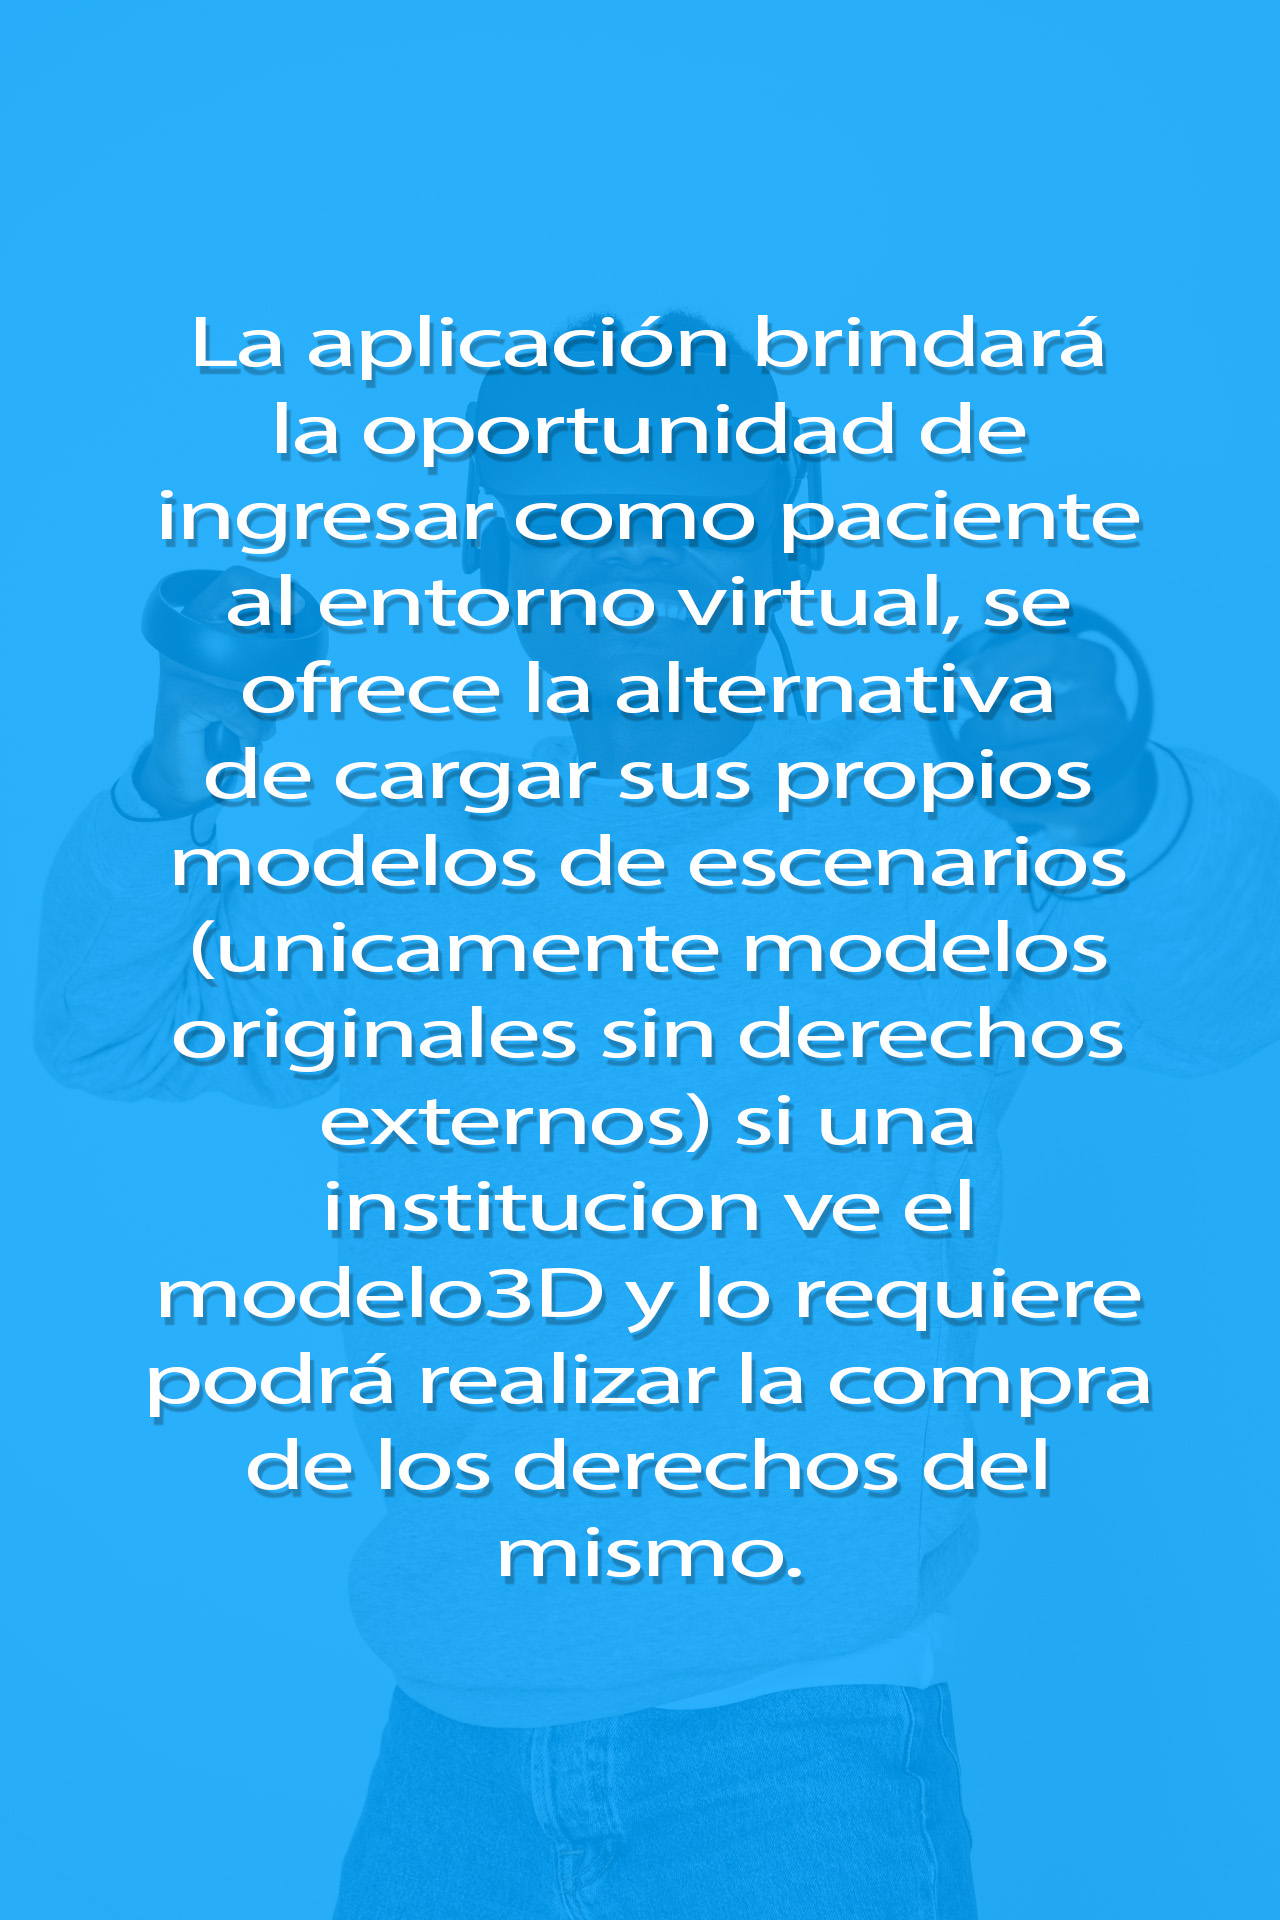 La aplicación brindará
la oportunidad de
ingresar como paciente
al entorno virtual, se
ofrece la alternativa
de cargar sus propios
modelos de escenarios
(unicamente modelos
originales sin derechos
externos) si una
institucion ve el
modelo3D y lo requiere
podrá realizar la compra
de los derechos del
mismo.